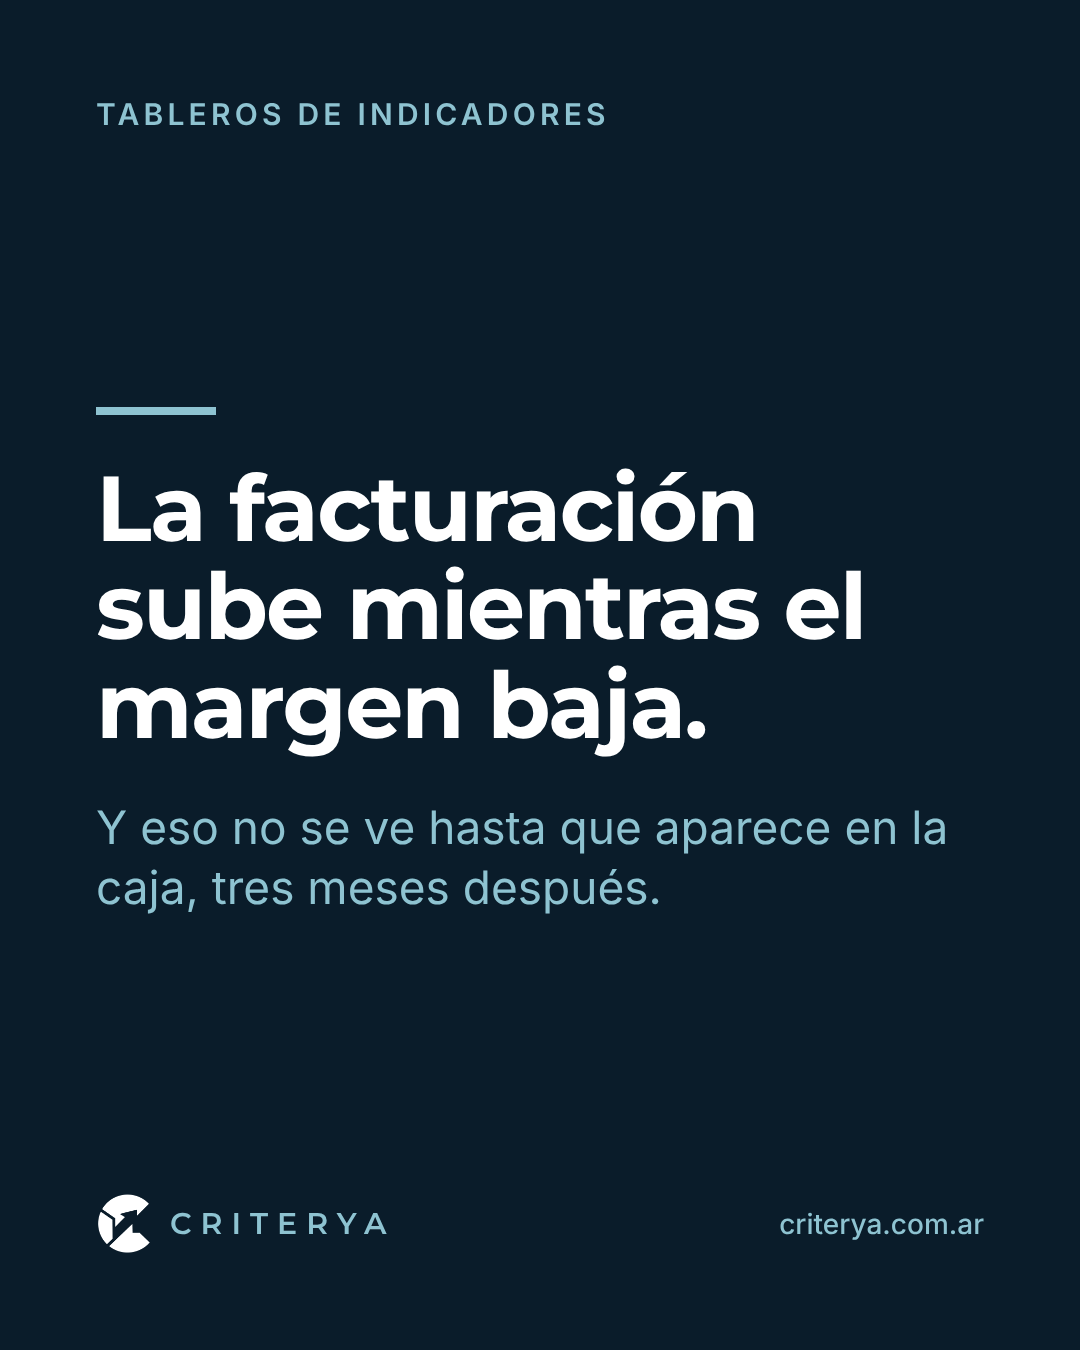 TABLEROS DE INDICADORES
La facturación
sube mientras el
margen baja.
Y eso no se ve hasta que aparece en la
caja, tres meses después.
CRITERYA
criterya.com.ar